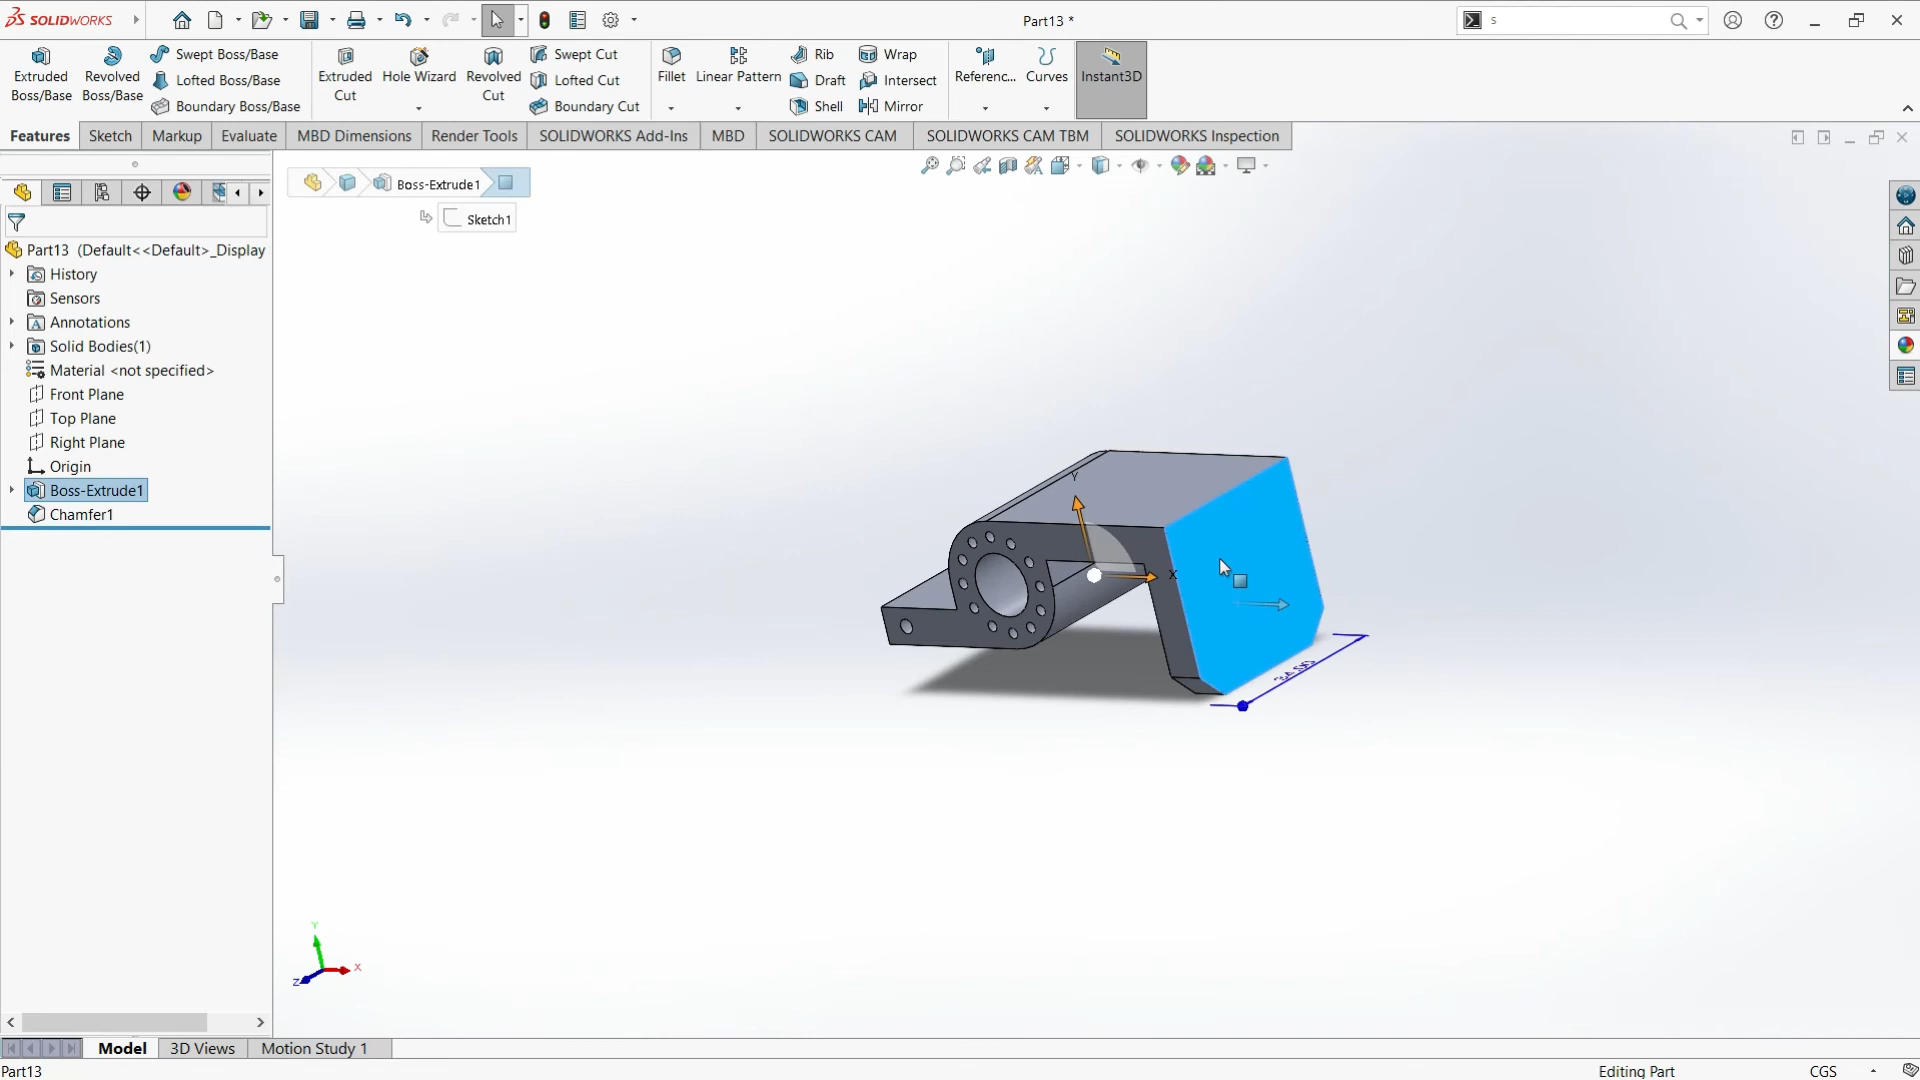 SOLIDWORKS
Part13 *
s
Extruded Boss/Base
Revolved Boss/Base
Swept Boss/Base
Lofted Boss/Base
Boundary Boss/Base
Extruded Cut
Hole Wizard
Revolved Cut
Swept Cut
Lofted Cut
Boundary Cut
Fillet
Linear Pattern
Rib
Draft
Shell
Wrap
Intersect
Mirror
Referenc...
Curves
Instant3D
Features
Sketch
Markup
Evaluate
MBD Dimensions
Render Tools
SOLIDWORKS Add-Ins
MBD
SOLIDWORKS CAM
SOLIDWORKS CAM TBM
SOLIDWORKS Inspection
Boss-Extrude1
Sketch1
Part13 (Default<<Default>_Display
History
Sensors
Annotations
Solid Bodies(1)
Material <not specified>
Front Plane
Top Plane
Right Plane
Origin
Boss-Extrude1
Chamfer1
Y
X
34.00
Y
X
Z
Model
3D Views
Motion Study 1
Part13
Editing Part
CGS